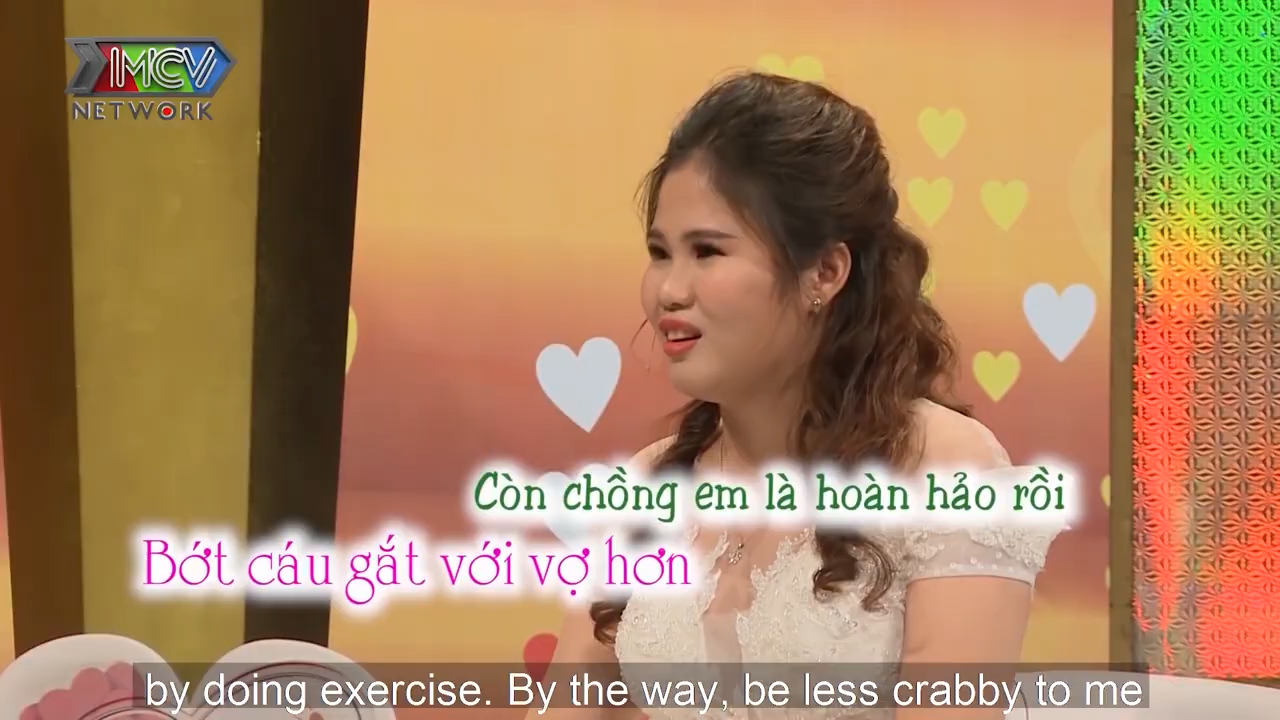 MCV
NETWORK
Còn chồng em là hoàn hảo rồi
Bớt cáu gắt với vợ hơn
by doing exercise. By the way, be less crabby to me